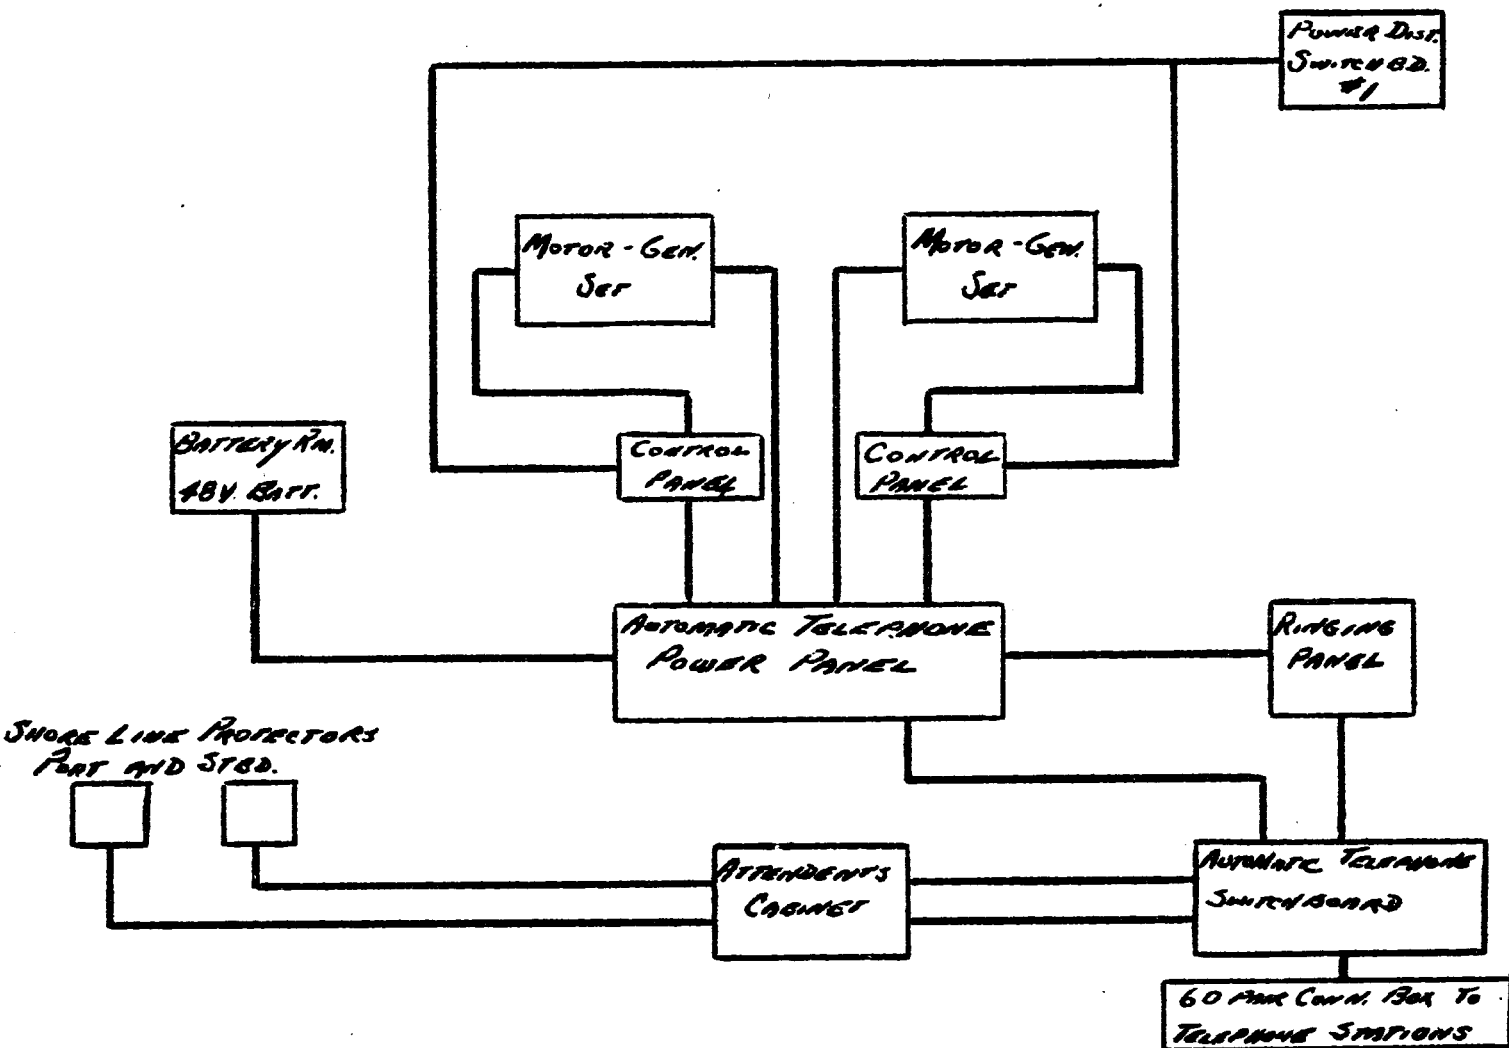 POWER DIST.
SWITCH BD.
#1
MOTOR-GEN.
SET
MOTOR-GEN.
SET
BATTERY RM.
48V. BATT.
CONTROL
PANEL
CONTROL
PANEL
AUTOMATIC TELEPHONE
POWER PANEL
RINGING
PANEL
SHORE LINE PROTECTORS
PORT AND STBD.
ATTENDENT'S
CABINET
AUTOMATIC TELEPHONE
SWITCHBOARD
60 PAIR CONN. BOX TO
TELEPHONE STATIONS